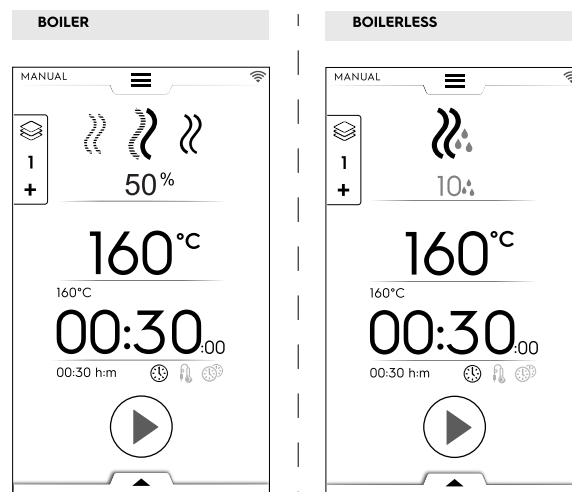 BOILER
MANUAL
1
+
50%
160°C
160°C
00:30:00
00:30 h:m
BOILERLESS
MANUAL
1
+
10
160°C
160°C
00:30:00
00:30 h:m